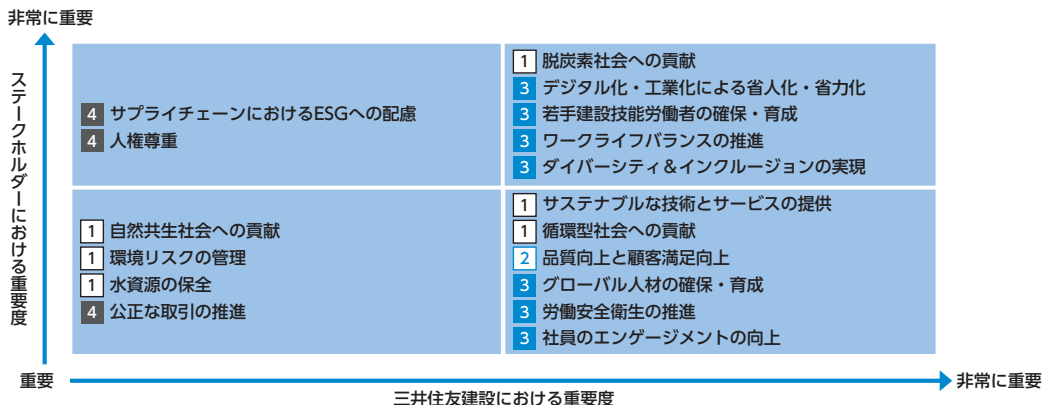 非常に重要
ステークホルダーにおける重要度
4 サプライチェーンにおけるESGへの配慮
4 人権尊重
1 脱炭素社会への貢献
3 デジタル化・工業化による省人化・省力化
3 若手建設技能労働者の確保・育成
3 ワークライフバランスの推進
3 ダイバーシティ&インクルージョンの実現
1 自然共生社会への貢献
1 環境リスクの管理
1 水資源の保全
4 公正な取引の推進
1 サステナブルな技術とサービスの提供
1 循環型社会への貢献
2 品質向上と顧客満足向上
3 グローバル人材の確保・育成
3 労働安全衛生の推進
3 社員のエンゲージメントの向上
重要
非常に重要
三井住友建設における重要度